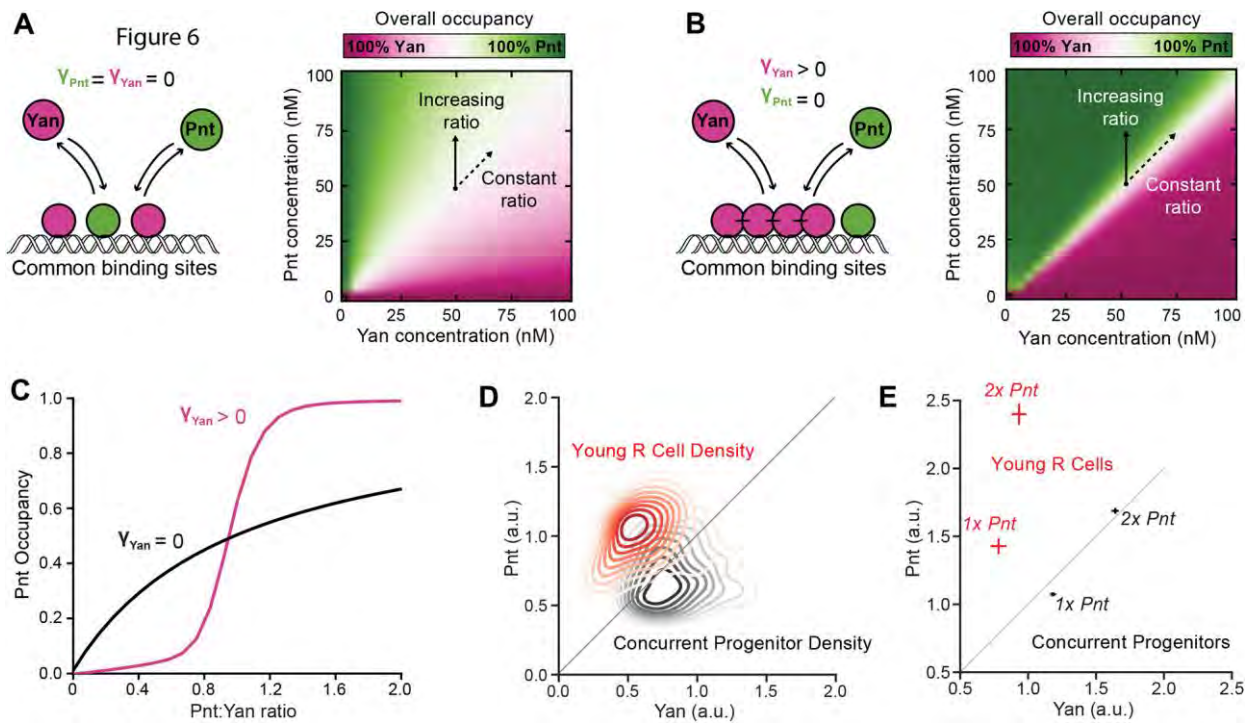 A
Figure 6
γPnt = γYan = 0
Yan
Pnt
Common binding sites
Overall occupancy
100% Yan
100% Pnt
100
75
50
25
0
Pnt concentration (nM)
Increasing
ratio
Constant
ratio
0
25
50
75
100
Yan concentration (nM)
B
γYan > 0
γPnt = 0
Yan
Pnt
Common binding sites
Overall occupancy
100% Yan
100% Pnt
100
75
50
25
0
Pnt concentration (nM)
Increasing
ratio
Constant
ratio
0
25
50
75
100
Yan concentration (nM)
C
1.0
0.8
0.6
0.4
0.2
0.0
Pnt Occupancy
γYan > 0
γYan = 0
0
0.4
0.8
1.2
1.6
2.0
Pnt:Yan ratio
D
2.0
1.5
1.0
0.5
0.0
Pnt (a.u.)
Young R Cell Density
Concurrent Progenitor Density
0.0
0.5
1.0
1.5
2.0
Yan (a.u.)
E
2.5
2.0
1.5
1.0
0.5
Pnt (a.u.)
2x Pnt
Young R Cells
1x Pnt
2x Pnt
1x Pnt
Concurrent Progenitors
0.5
1.0
1.5
2.0
2.5
Yan (a.u.)